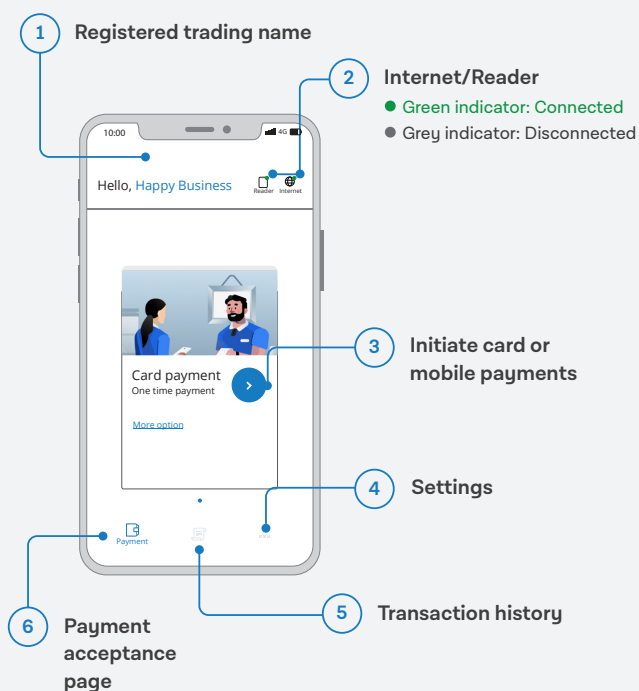 1 Registered trading name
2 Internet/Reader
Green indicator: Connected
Grey indicator: Disconnected
10:00
4G
Hello, Happy Business
Reader Internet
3 Initiate card or
mobile payments
Card payment
One time payment
More option
4 Settings
Payment
5 Transaction history
6 Payment
acceptance
page